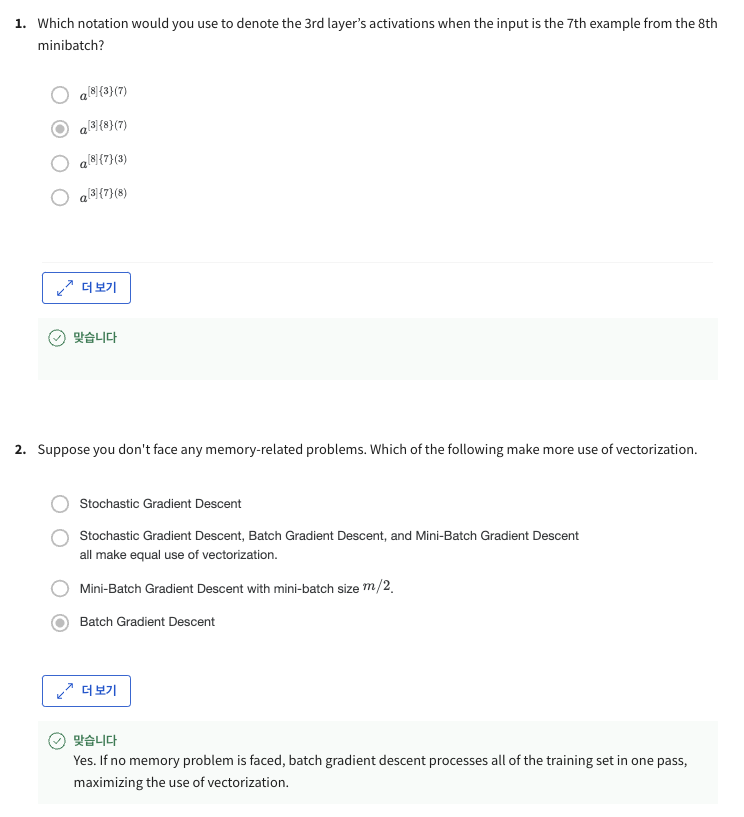 1. Which notation would you use to denote the 3rd layer’s activations when the input is the 7th example from the 8th
minibatch?
a[8]{3}(7)
a[3]{8}(7)
a[8]{7}(3)
a[3]{7}(8)
더 보기
맞습니다
2. Suppose you don't face any memory-related problems. Which of the following make more use of vectorization.
Stochastic Gradient Descent
Stochastic Gradient Descent, Batch Gradient Descent, and Mini-Batch Gradient Descent
all make equal use of vectorization.
Mini-Batch Gradient Descent with mini-batch size m/2.
Batch Gradient Descent
더 보기
맞습니다
Yes. If no memory problem is faced, batch gradient descent processes all of the training set in one pass,
maximizing the use of vectorization.